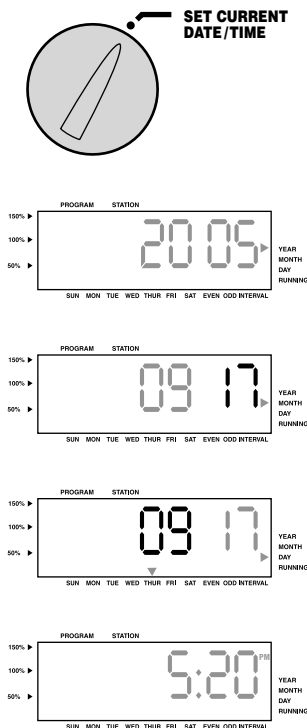 SET CURRENT
DATE/TIME
PROGRAM STATION
150%
100%
50%
20 05
YEAR
MONTH
DAY
RUNNING
SUN MON TUE WED THUR FRI SAT EVEN ODD INTERVAL
PROGRAM STATION
150%
100%
50%
09 17
YEAR
MONTH
DAY
RUNNING
SUN MON TUE WED THUR FRI SAT EVEN ODD INTERVAL
PROGRAM STATION
150%
100%
50%
09 17
YEAR
MONTH
DAY
RUNNING
SUN MON TUE WED THUR FRI SAT EVEN ODD INTERVAL
PROGRAM STATION
150%
100%
50%
5:20 PM
YEAR
MONTH
DAY
RUNNING
SUN MON TUE WED THUR FRI SAT EVEN ODD INTERVAL